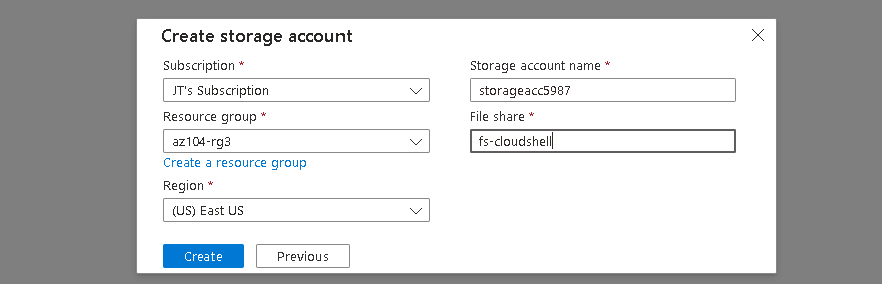 Create storage account
Subscription *
JT's Subscription
Storage account name *
storageacc5987
Resource group *
az104-rg3
File share *
fs-cloudshell
Create a resource group
Region *
(US) East US
Create
Previous